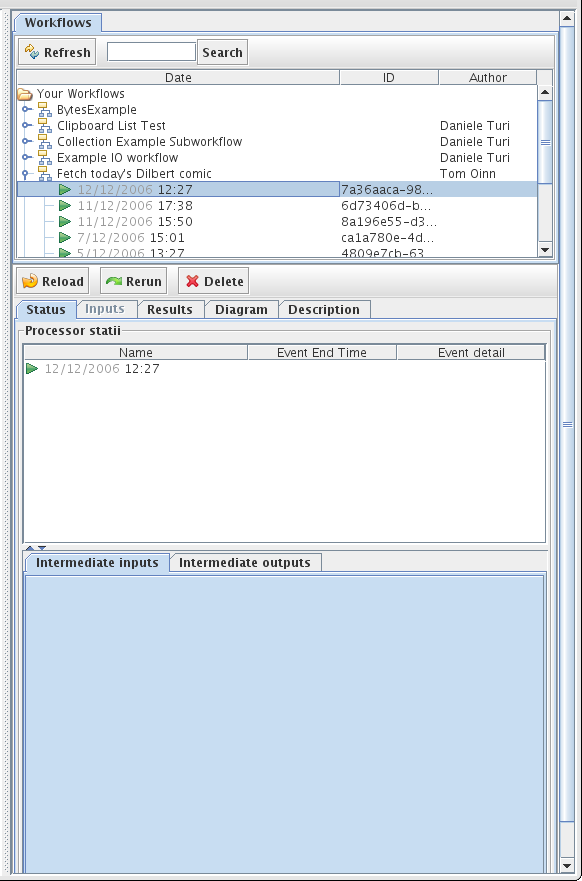 Workflows
Refresh Search
Date ID Author
Your Workflows
BytesExample
Clipboard List Test Daniele Turi
Collection Example Subworkflow Daniele Turi
Example IO workflow Daniele Turi
Fetch today's Dilbert comic Tom Oinn
12/12/2006 12:27 7a36aaca-98...
11/12/2006 17:38 6d73406d-b...
11/12/2006 15:50 8a196e55-d3...
7/12/2006 15:01 ca1a780e-4d...
5/12/2006 13:27 4809e7cb-63
Reload Rerun Delete
Status Inputs Results Diagram Description
Processor statii
Name Event End Time Event detail
12/12/2006 12:27
Intermediate inputs Intermediate outputs